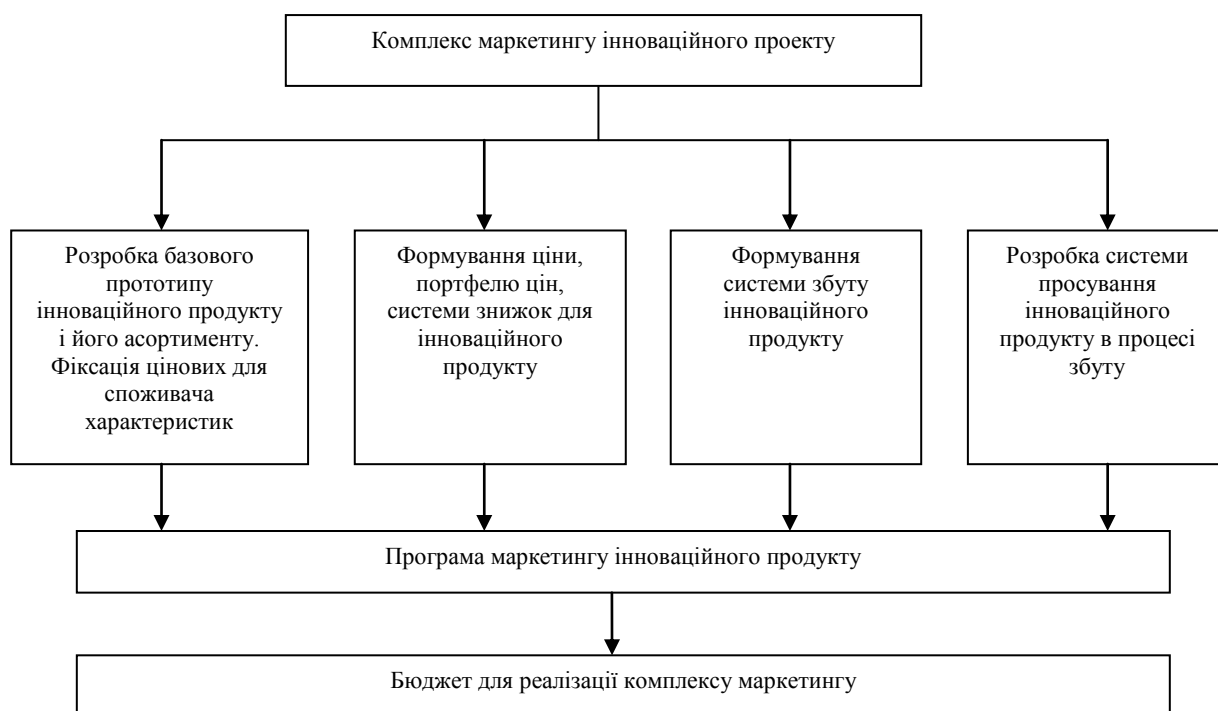 Комплекс маркетингу інноваційного проекту
Розробка базового
прототипу
інноваційного продукту
і його асортименту.
Фіксація цінових для
споживача
характеристик
Формування ціни,
портфелю цін,
системи знижок для
інноваційного
продукту
Формування
системи збуту
інноваційного
продукту
Розробка системи
просування
інноваційного
продукту в процесі
збуту
Програма маркетингу інноваційного продукту
Бюджет для реалізації комплексу маркетингу